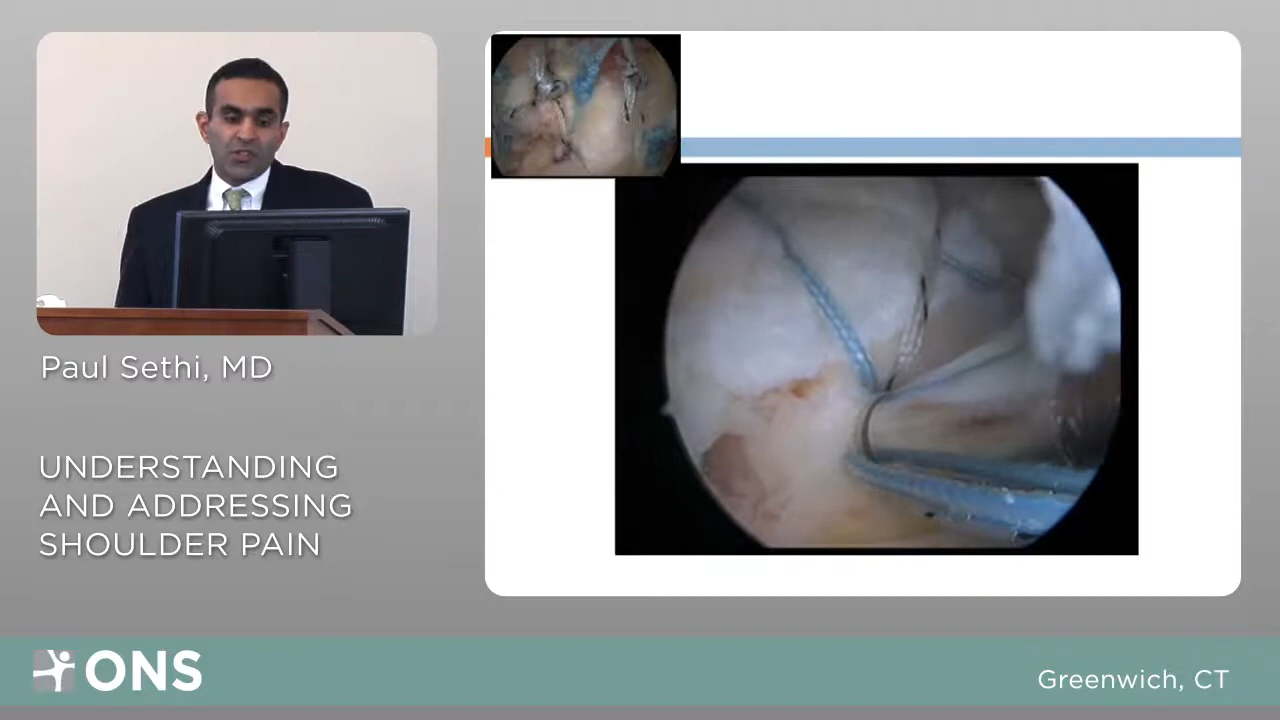 Paul Sethi, MD
UNDERSTANDING
AND ADDRESSING
SHOULDER PAIN
ONS
Greenwich, CT